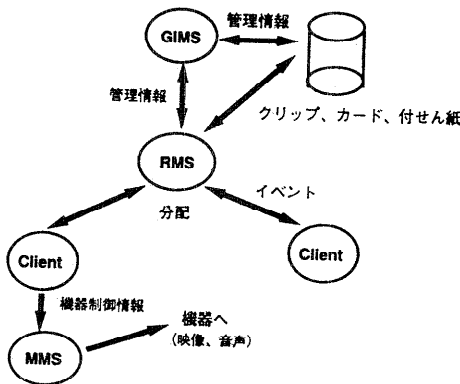 管理情報
GIMS
管理情報
クリップ、カード、付せん紙
RMS
イベント
分配
Client
Client
機器制御情報
機器へ
(映像、音声)
MMS